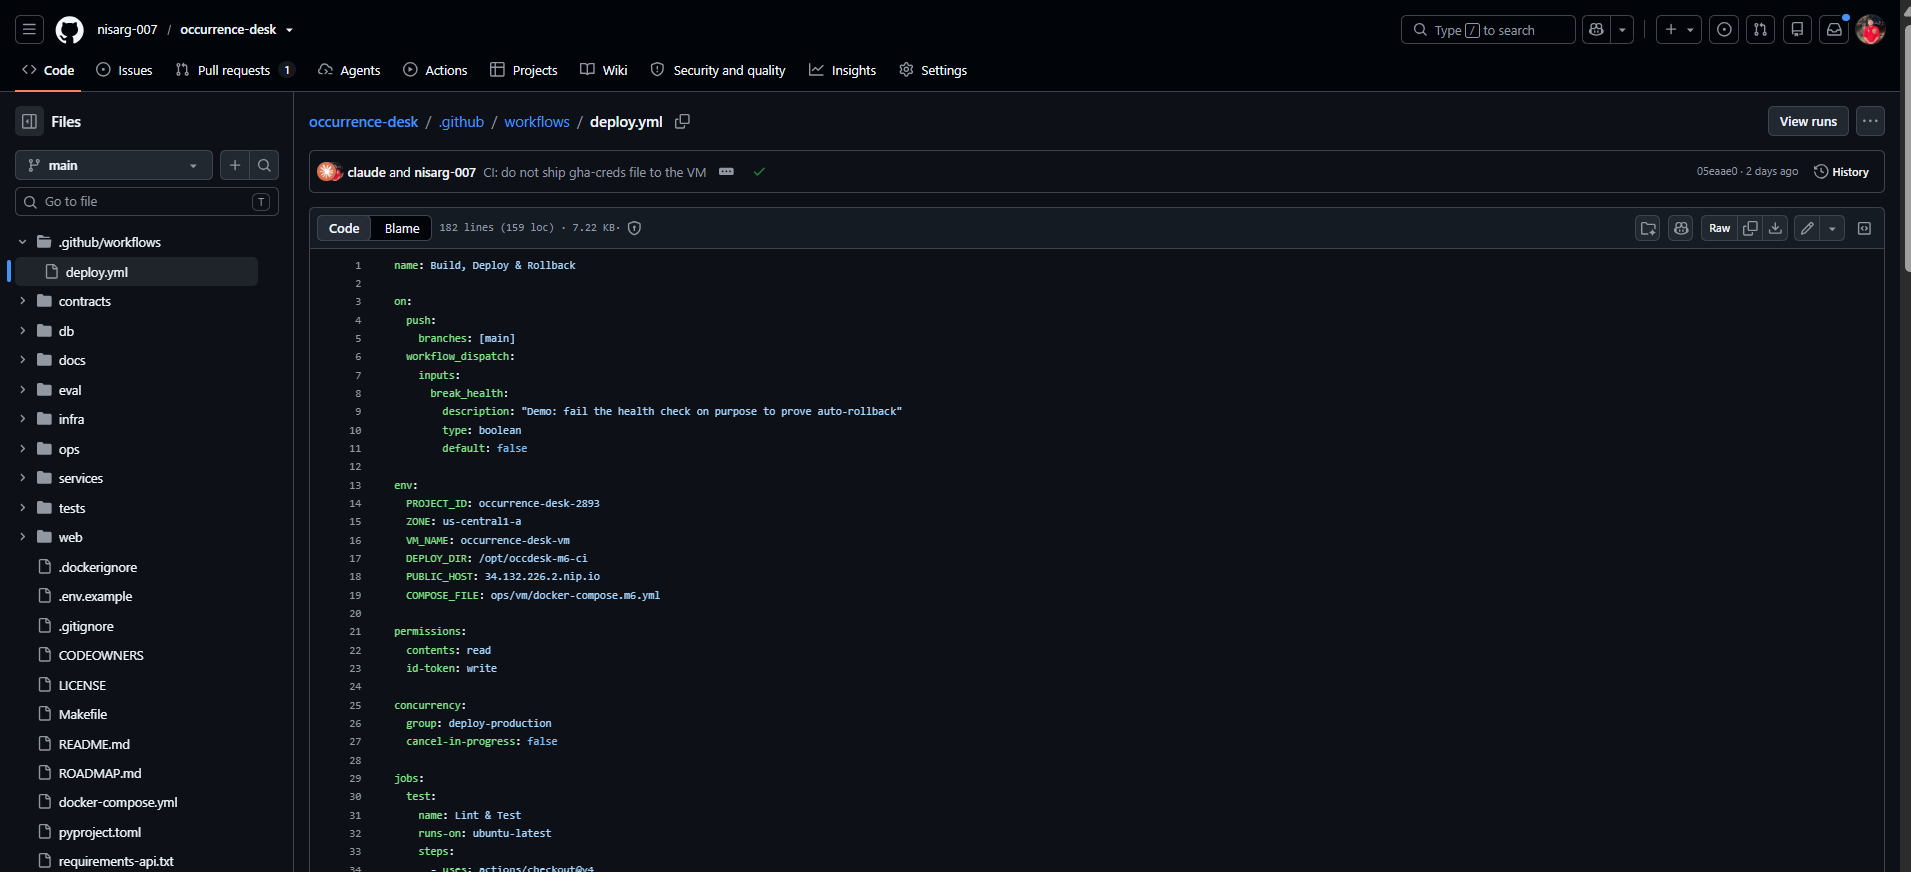 nisarg-007 / occurrence-desk
Type / to search
Code
Issues
Pull requests 1
Agents
Actions
Projects
Wiki
Security and quality
Insights
Settings
Files
main
Go to file
T
.github/workflows
deploy.yml
contracts
db
docs
eval
infra
ops
services
tests
web
.dockerignore
.env.example
.gitignore
CODEOWNERS
LICENSE
Makefile
README.md
ROADMAP.md
docker-compose.yml
pyproject.toml
requirements-api.txt
occurrence-desk / .github / workflows / deploy.yml
View runs
claude and nisarg-007 CI: do not ship gha-creds file to the VM
05eaae0 · 2 days ago
History
Code Blame 182 lines (159 loc) · 7.22 KB ·
Raw
1 name: Build, Deploy & Rollback
2
3 on:
4 push:
5 branches: [main]
6 workflow_dispatch:
7 inputs:
8 break_health:
9 description: "Demo: fail the health check on purpose to prove auto-rollback"
10 type: boolean
11 default: false
12
13 env:
14 PROJECT_ID: occurrence-desk-2893
15 ZONE: us-central1-a
16 VM_NAME: occurrence-desk-vm
17 DEPLOY_DIR: /opt/occdesk-m6-ci
18 PUBLIC_HOST: 34.132.226.2.nip.io
19 COMPOSE_FILE: ops/vm/docker-compose.m6.yml
20
21 permissions:
22 contents: read
23 id-token: write
24
25 concurrency:
26 group: deploy-production
27 cancel-in-progress: false
28
29 jobs:
30 test:
31 name: Lint & Test
32 runs-on: ubuntu-latest
33 steps:
34 - uses: actions/checkout@v4